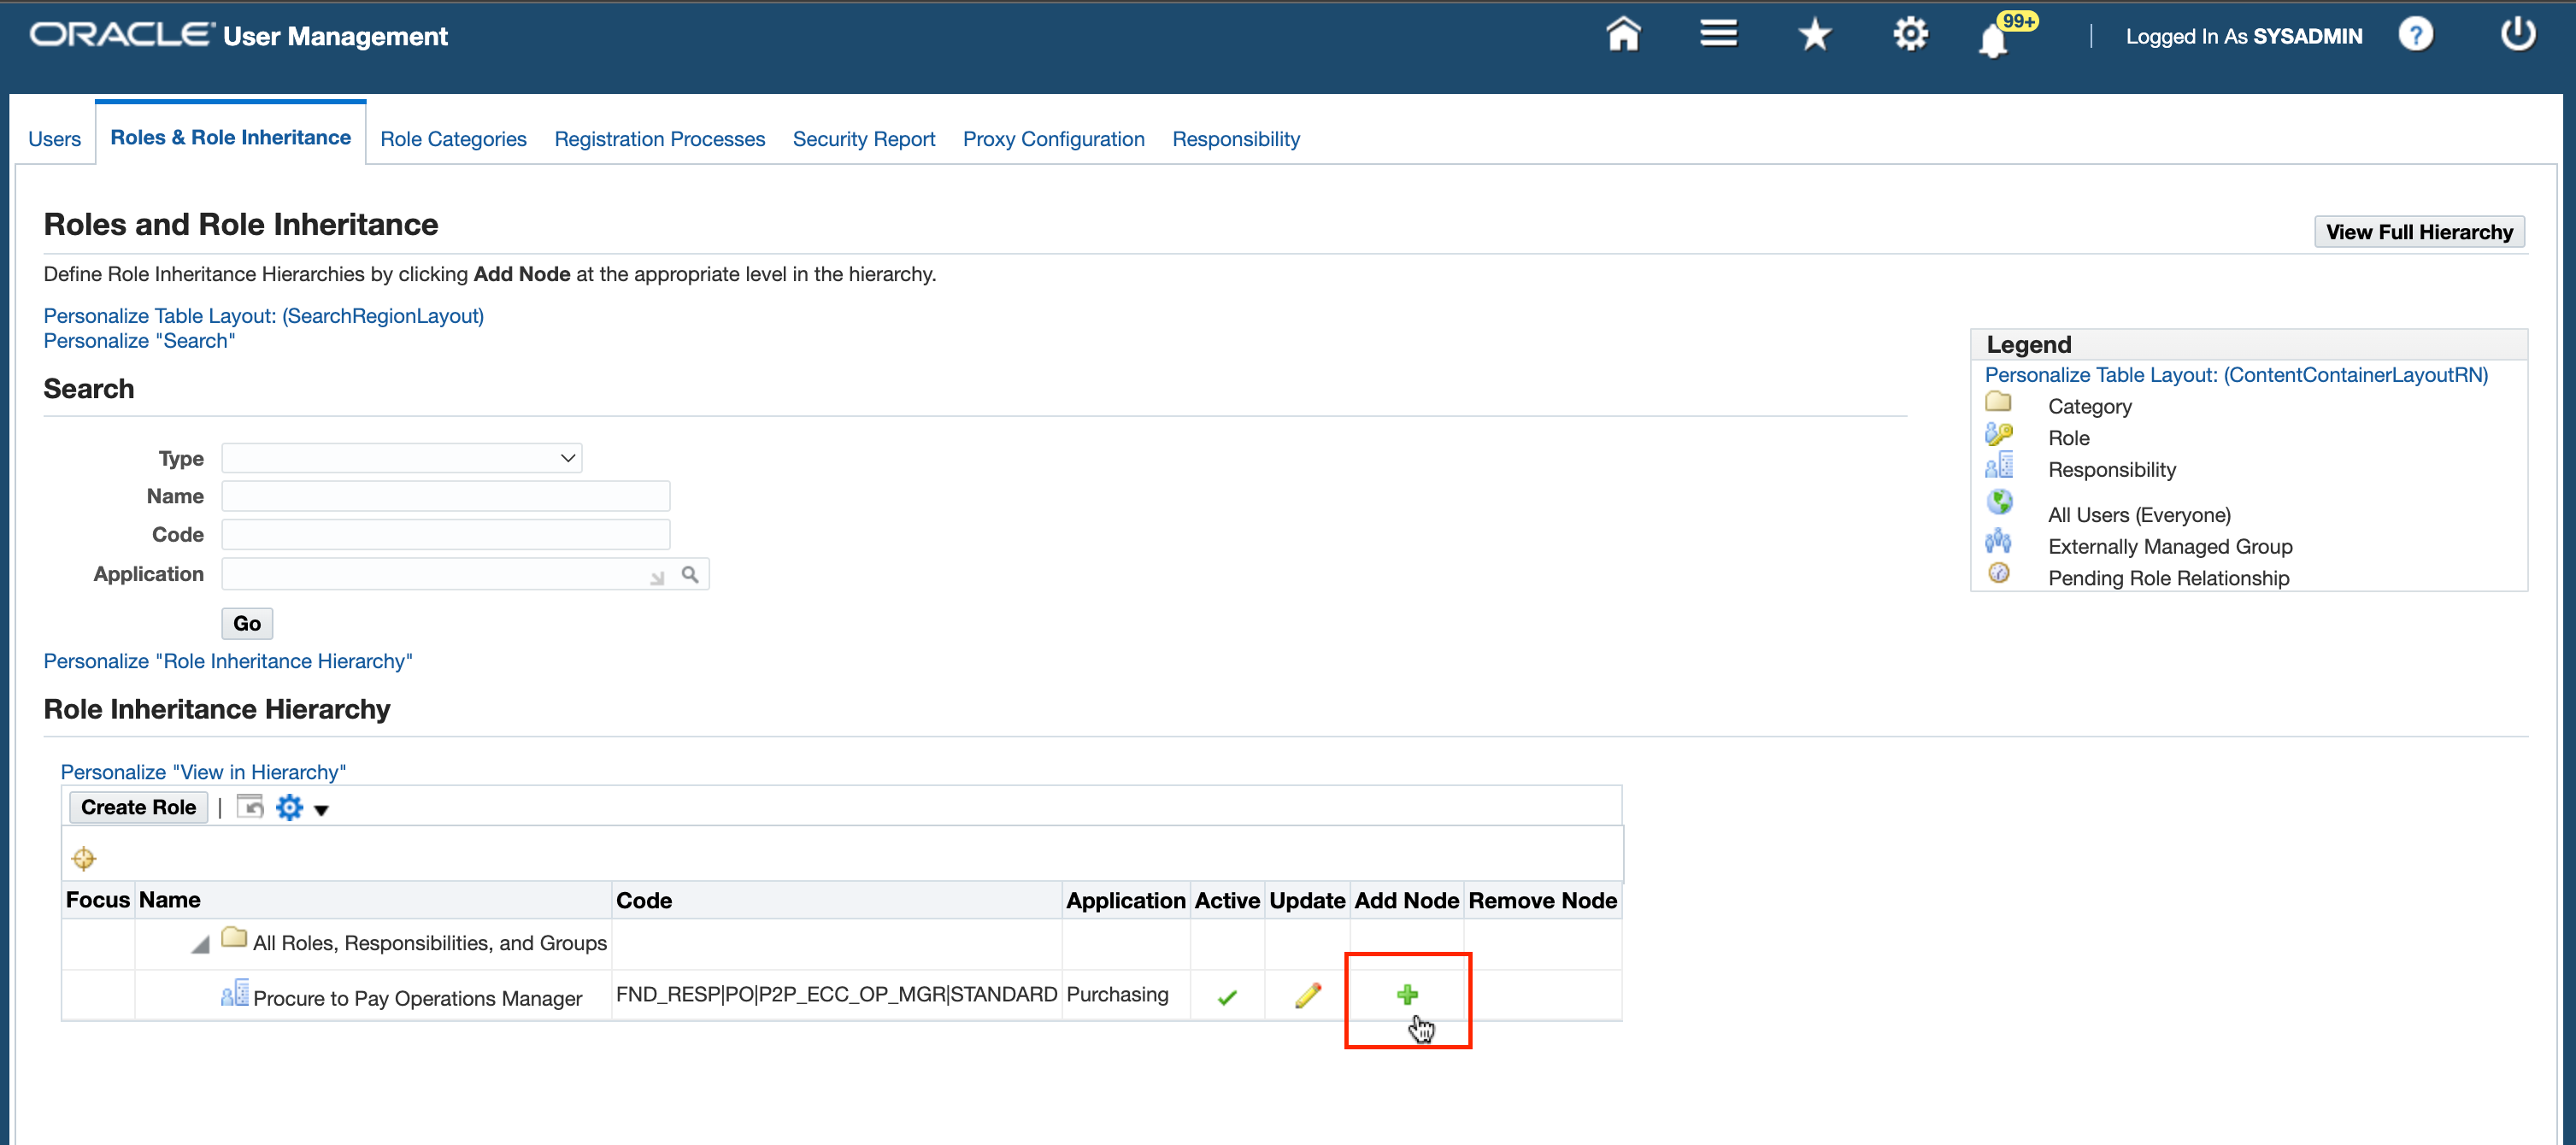 ORACLE User Management
99+
Logged In As SYSADMIN
?
Users Roles & Role Inheritance Role Categories Registration Processes Security Report Proxy Configuration Responsibility
Roles and Role Inheritance
View Full Hierarchy
Define Role Inheritance Hierarchies by clicking Add Node at the appropriate level in the hierarchy.
Personalize Table Layout: (SearchRegionLayout)
Personalize "Search"
Search
Type
Name
Code
Application
Go
Legend
Personalize Table Layout: (ContentContainerLayoutRN)
Category
Role
Responsibility
All Users (Everyone)
Externally Managed Group
Pending Role Relationship
Personalize "Role Inheritance Hierarchy"
Role Inheritance Hierarchy
Personalize "View in Hierarchy"
Create Role |
Focus Name Code Application Active Update Add Node Remove Node
All Roles, Responsibilities, and Groups
Procure to Pay Operations Manager FND_RESP|PO|P2P_ECC_OP_MGR|STANDARD Purchasing